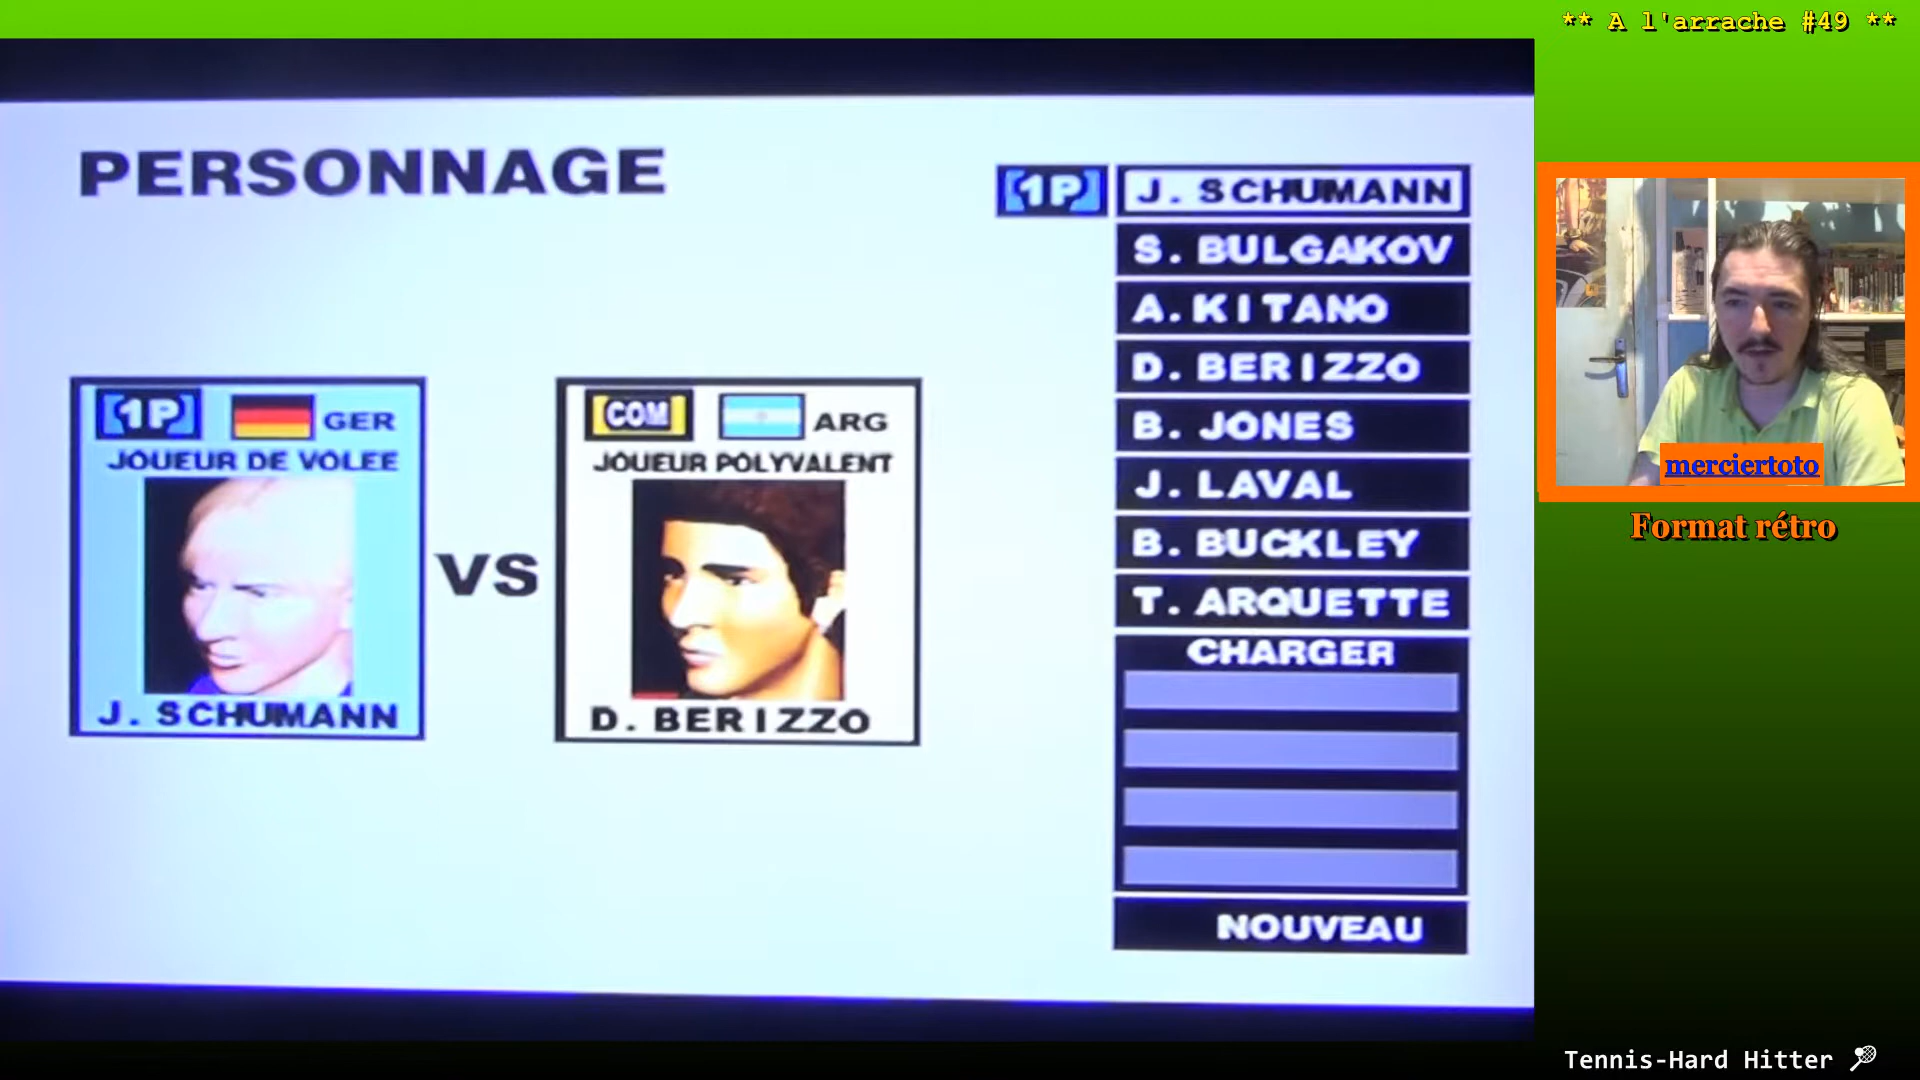 ** A l'arrache #49 **
PERSONNAGE
1P
J. SCHUMANN
S. BULGAKOV
A. KITANO
D. BERIZZO
B. JONES
J. LAVAL
B. BUCKLEY
T. ARQUETTE
CHARGER
NOUVEAU
1P GER
JOUEUR DE VOLEE
J. SCHUMANN
VS
COM ARG
JOUEUR POLYVALENT
D. BERIZZO
merciertoto
Format rétro
Tennis-Hard Hitter